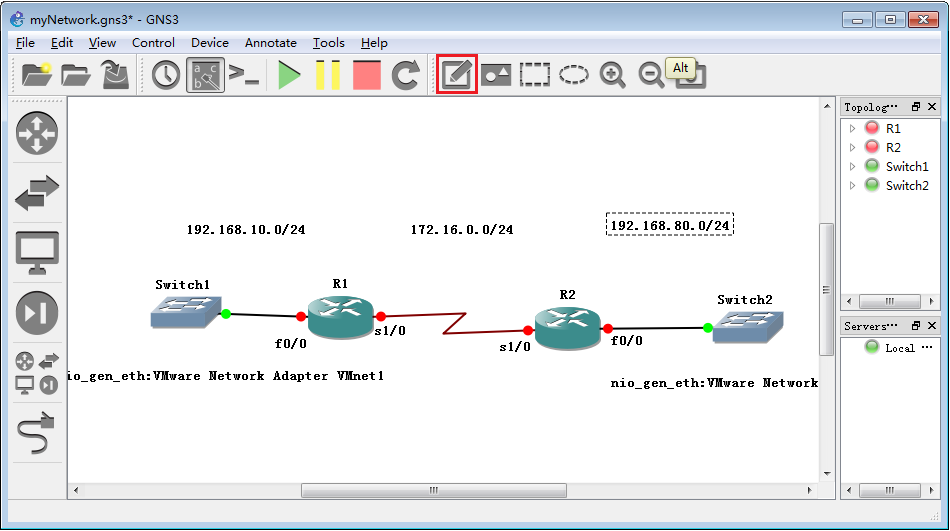 myNetwork.gns3* - GNS3
File Edit View Control Device Annotate Tools Help
Alt
Topolog···
R1
R2
Switch1
Switch2
192.168.10.0/24 172.16.0.0/24 192.168.80.0/24
Switch1 R1 R2 Switch2
f0/0 s1/0 s1/0 f0/0
io_gen_eth:VMware Network Adapter VMnet1
nio_gen_eth:VMware Network
Servers···
Local ···